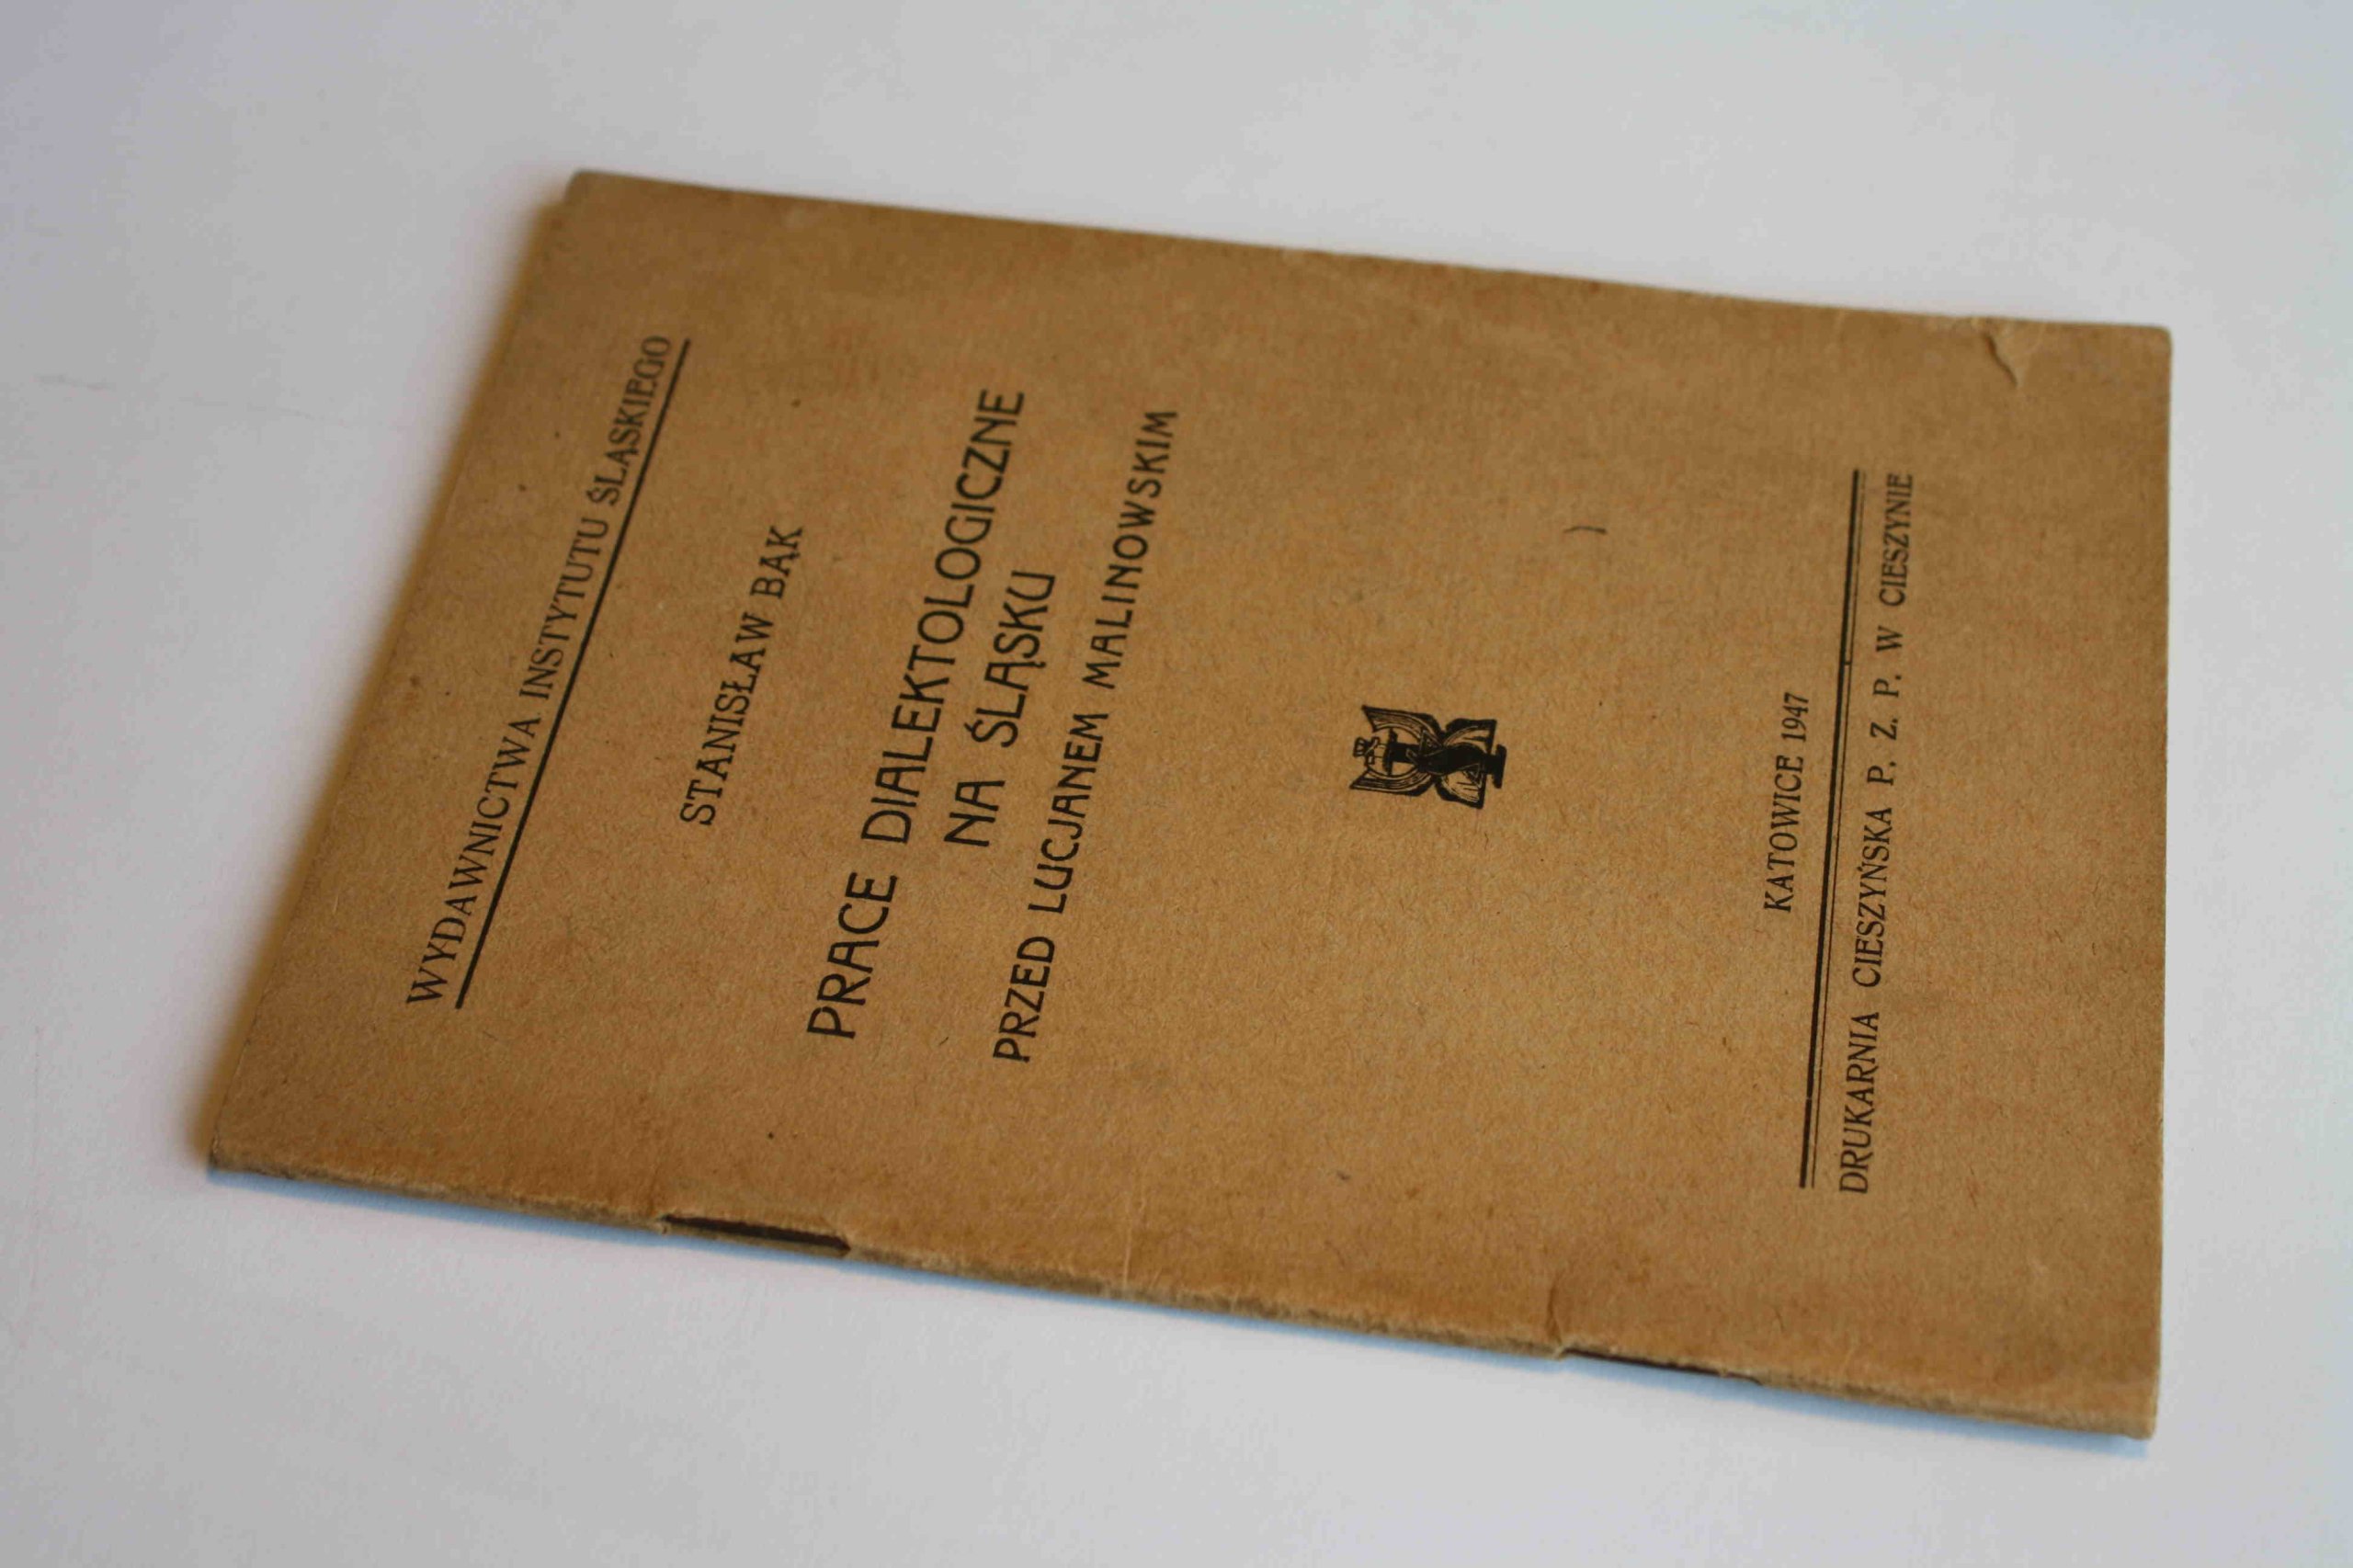 WYDAWNICTWA INSTYTUTU ŚLĄSKIEGO
STANISŁAW BĄK
PRACE DIALEKTOLOGICZNE
NA ŚLĄSKU
PRZED LUCJANEM MALINOWSKIM
KATOWICE 1947
DRUKARNIA CIESZYŃSKA P. Z. P. W CIESZYNIE